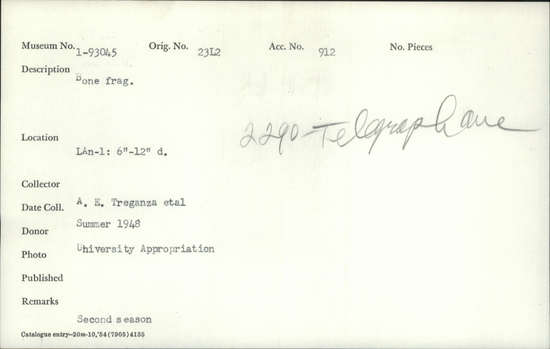 Museum No. 1-93045 Orig. No. 23L2 Acc. No. 912 No. Pieces
Description Bone frag.
2290-Telegraph Ave
Location LAn-1: 6"-12" d.
Collector A. E. Treganza etal
Date Coll. Summer 1948
Donor University Appropriation
Photo
Published
Remarks Second season
Catalogue entry—20m-10,'54(7965)4185